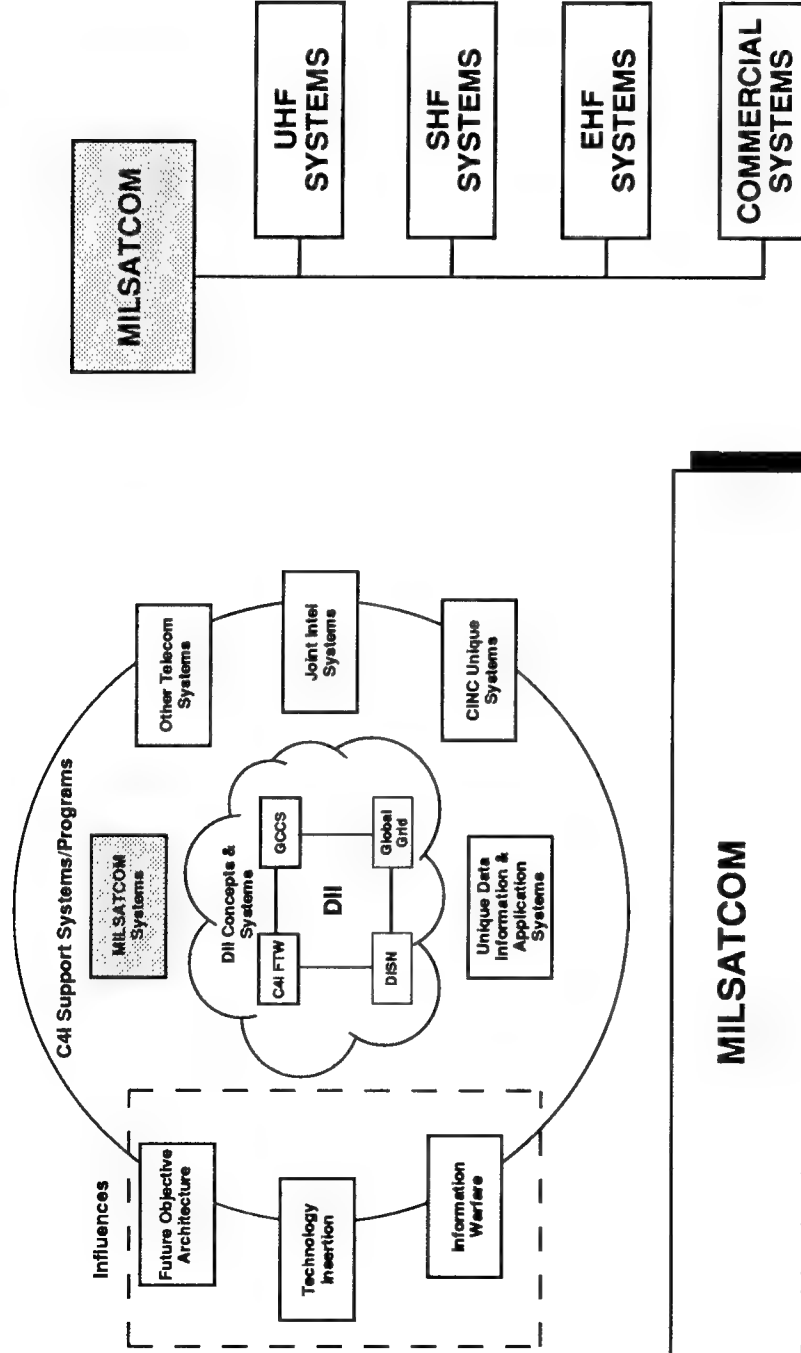 C4I Support Systems/Programs
Influences
Future Objective
Architecture
Technology
Insertion
Information
Warfare
MILSATCOM
Systems
Other Telecom
Systems
Joint Intel
Systems
CINC Unique
Systems
Unique Data
Information &
Application
Systems
DII Concepts &
Systems
C4I FTW
GCCS
DII
DISN
Global
Grid
MILSATCOM
MILSATCOM
UHF
SYSTEMS
SHF
SYSTEMS
EHF
SYSTEMS
COMMERCIAL
SYSTEMS